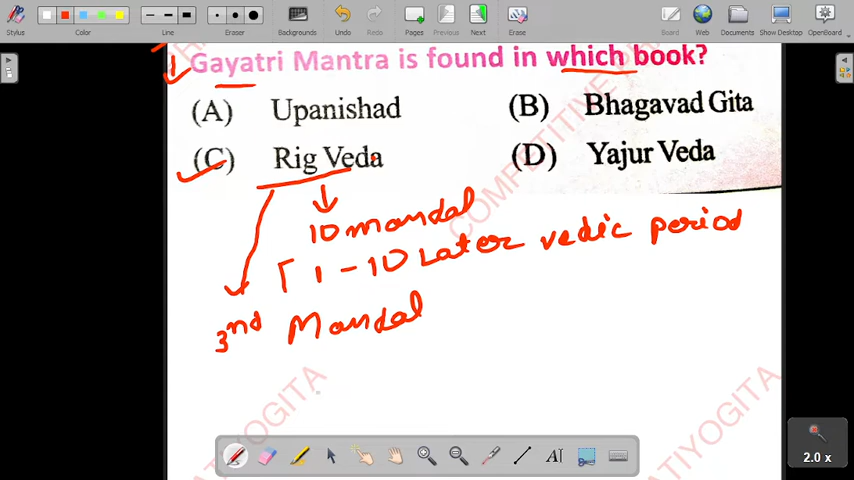 Stylus
Color
Line
Eraser
Backgrounds
Undo
Redo
Pages
Previous
Next
Erase
Board
Web
Documents
Show Desktop
OpenBoard
1 Gayatri Mantra is found in which book?
(A) Upanishad (B) Bhagavad Gita
(C) Rig Veda (D) Yajur Veda
10 mandal
1 - 10 Later vedic period
3nd Mandal
COMPETITIVE
2.0 x